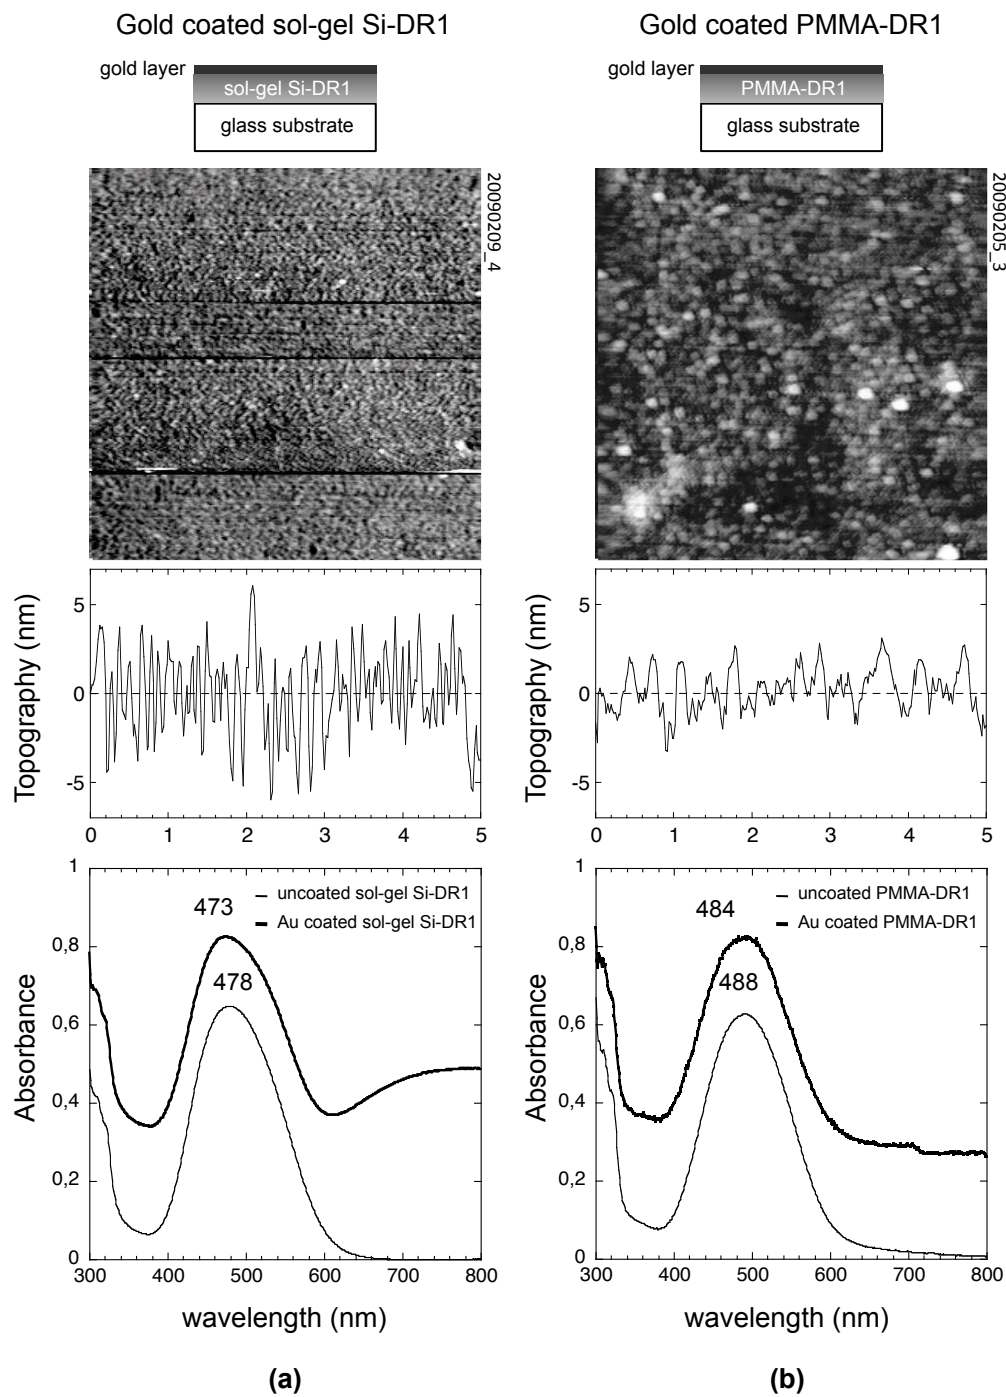 Gold coated sol-gel Si-DR1
gold layer
sol-gel Si-DR1
glass substrate
20090209_4
Topography (nm)
5
0
-5
0 1 2 3 4 5
Absorbance
1
0,8
0,6
0,4
0,2
0
uncoated sol-gel Si-DR1
Au coated sol-gel Si-DR1
473
478
300 400 500 600 700 800
wavelength (nm)
(a)
Gold coated PMMA-DR1
gold layer
PMMA-DR1
glass substrate
20090205_3
Topography (nm)
5
0
-5
0 1 2 3 4 5
Absorbance
1
0,8
0,6
0,4
0,2
0
uncoated PMMA-DR1
Au coated PMMA-DR1
484
488
300 400 500 600 700 800
wavelength (nm)
(b)